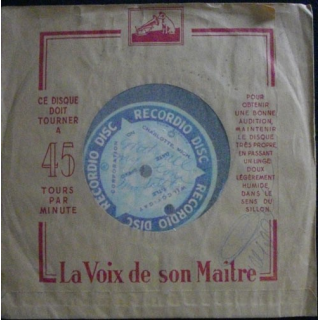 CE DISQUE
DOIT
TOURNER
A
45
TOURS
PAR
MINUTE
RECORDIO DISC
RECORDIO DISC
RECORDIO DISC
POUR
OBTENIR
UNE BONNE
AUDITION,
MAINTENIR
LE DISQUE
TRÈS PROPRE
EN PASSANT
UN LINGE
DOUX
LÉGÈREMENT
HUMIDE,
DANS LE
SENS DU
SILLON.
La Voix de son Maître